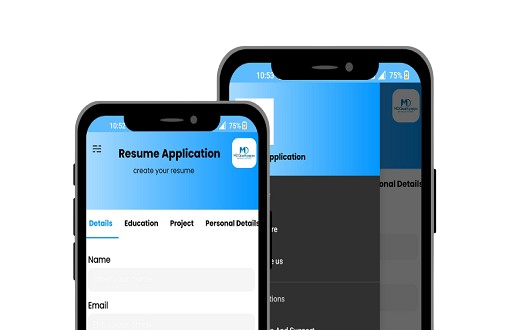 10:52
75%
Resume Application
create your resume
Details Education Project Personal Details
Name
Email
10:53
75%
pplication
onal Details
re
e us
tions
And Support